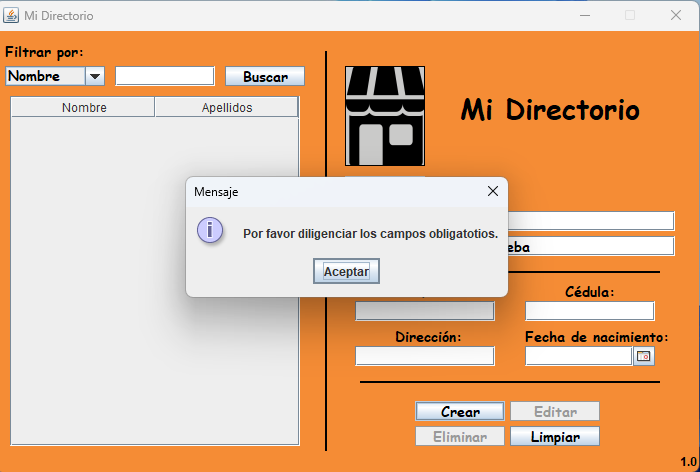 Mi Directorio
Filtrar por:
Nombre
Buscar
Nombre Apellidos
Mi Directorio
Mensaje
Por favor diligenciar los campos obligatotios.
Aceptar
Cédula:
Dirección: Fecha de nacimiento:
Crear Editar
Eliminar Limpiar
1.0